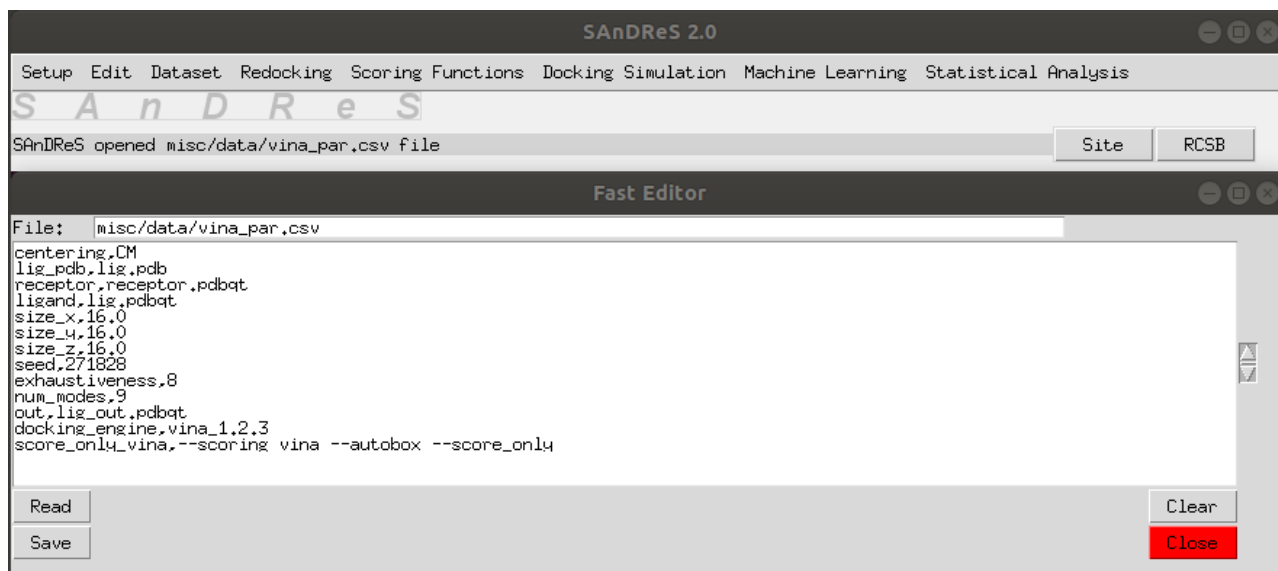 SAnDReS 2.0
Setup Edit Dataset Redocking Scoring Functions Docking Simulation Machine Learning Statistical Analysis
S A n D R e S
SAnDReS opened misc/data/vina_par.csv file Site RCSB
Fast Editor
File: misc/data/vina_par.csv
centering,CM
lig_pdb,lig.pdb
receptor,receptor.pdbqt
ligand,lig.pdbqt
size_x,16.0
size_y,16.0
size_z,16.0
seed,271828
exhaustiveness,8
num_modes,9
out,lig_out.pdbqt
docking_engine,vina_1.2.3
score_only_vina,--scoring vina --autobox --score_only
Read Clear
Save Close